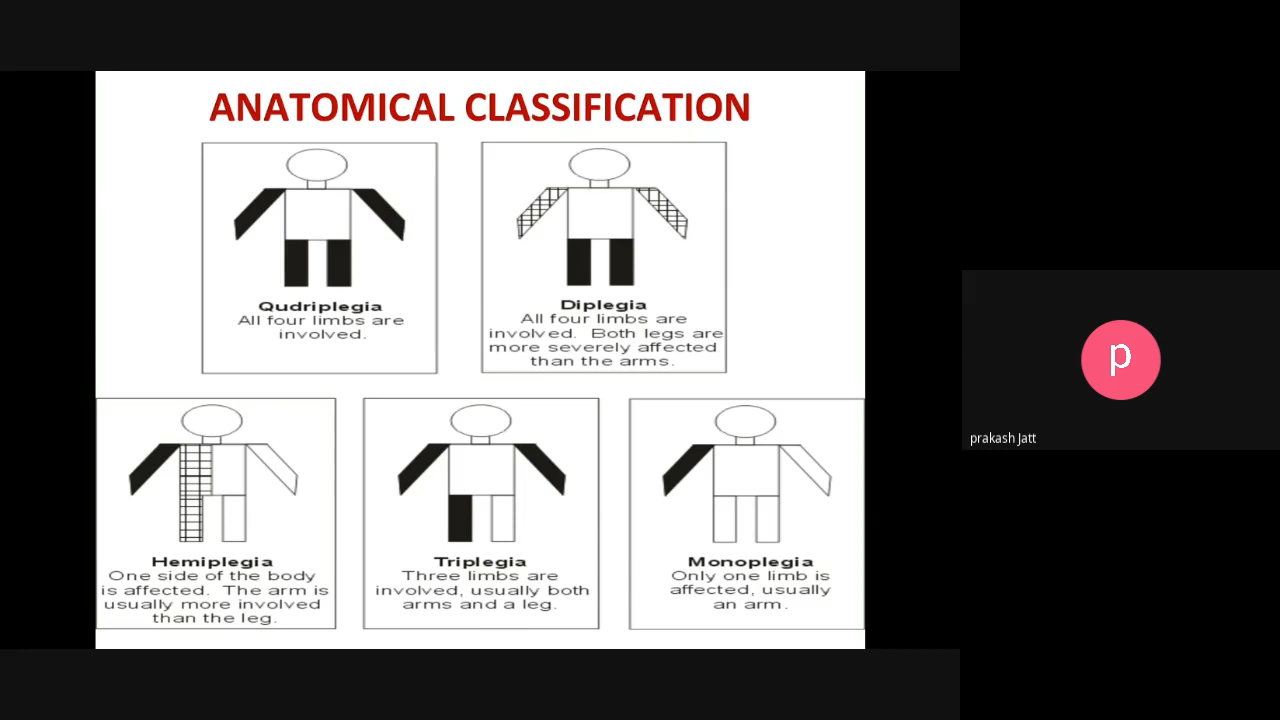 ANATOMICAL CLASSIFICATION
Qudriplegia
All four limbs are
involved.
Diplegia
All four limbs are
involved. Both legs are
more severely affected
than the arms.
Hemiplegia
One side of the body
is affected. The arm is
usually more involved
than the leg.
Triplegia
Three limbs are
involved, usually both
arms and a leg.
Monoplegia
Only one limb is
affected, usually
an arm.
p
prakash Jatt